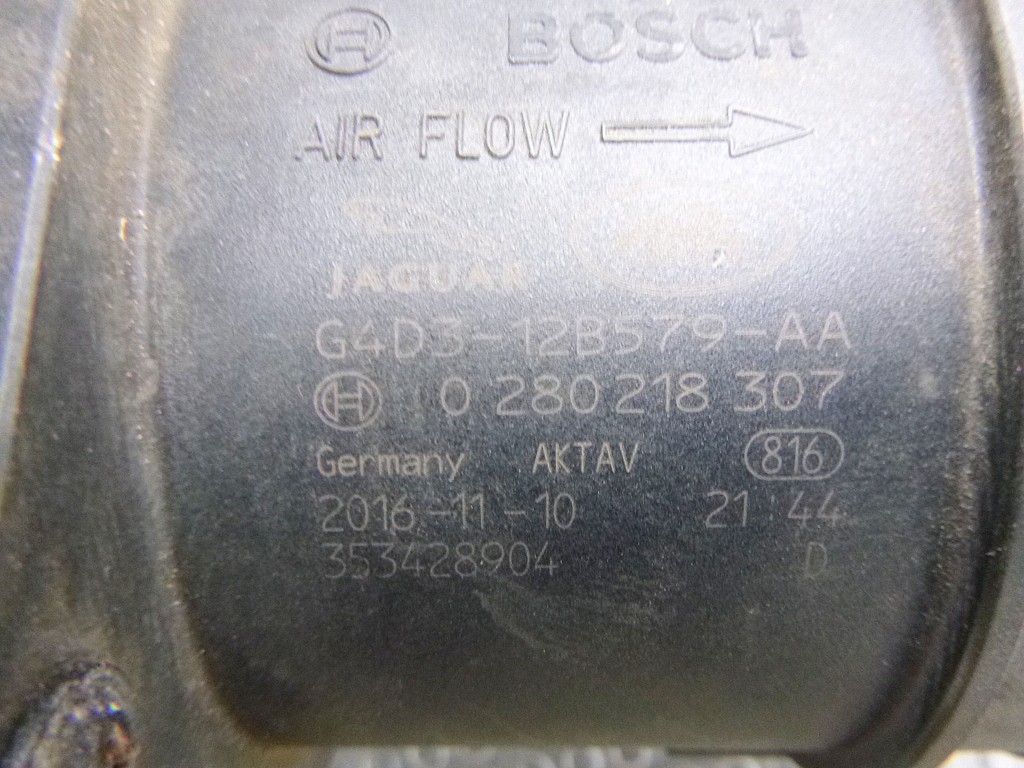 BOSCH
AIR FLOW
JAGUAR
G4D3-12B579-AA
0 280 218 307
Germany AKTAV 816
2016-11-10 21:44
353428904 D